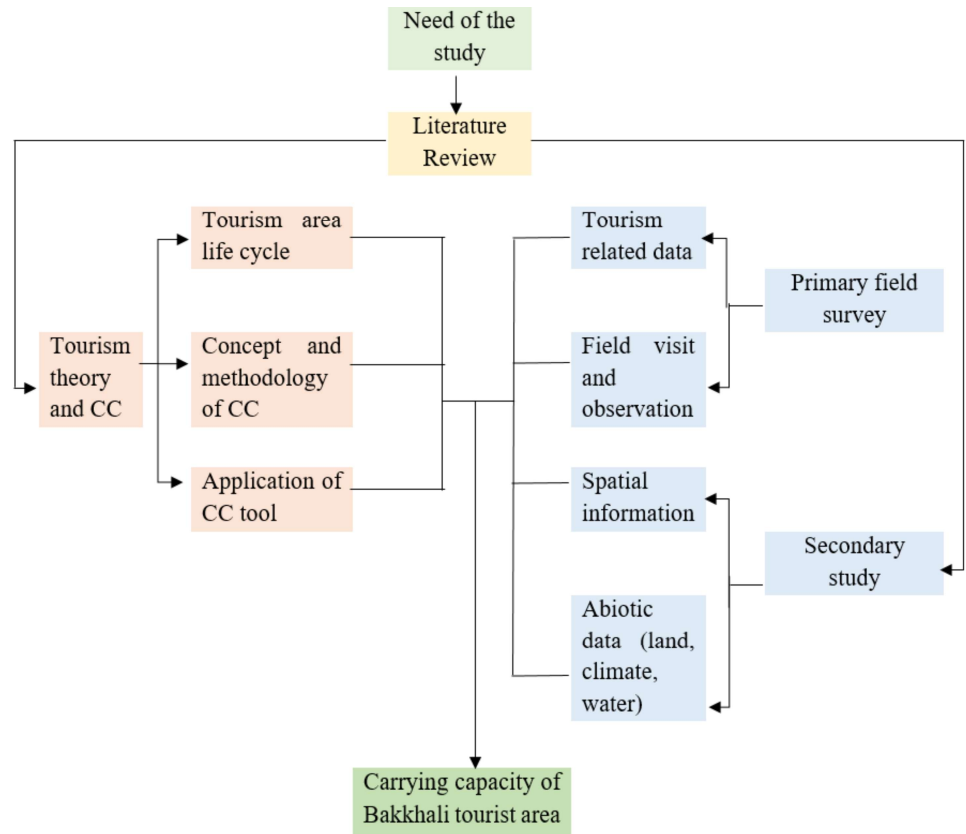 Need of the
study
Literature
Review
Tourism area
life cycle
Tourism
related data
Primary field
survey
Tourism
theory
and CC
Concept and
methodology
of CC
Field visit
and
observation
Application of
CC tool
Spatial
information
Secondary
study
Abiotic
data (land,
climate,
water)
Carrying capacity of
Bakkhali tourist area